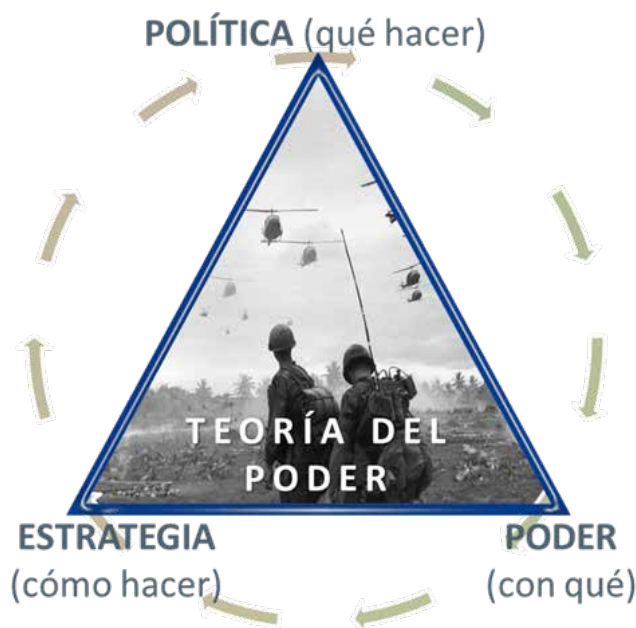 POLÍTICA (qué hacer)
TEORÍA DEL
PODER
ESTRATEGIA
(cómo hacer)
PODER
(con qué)